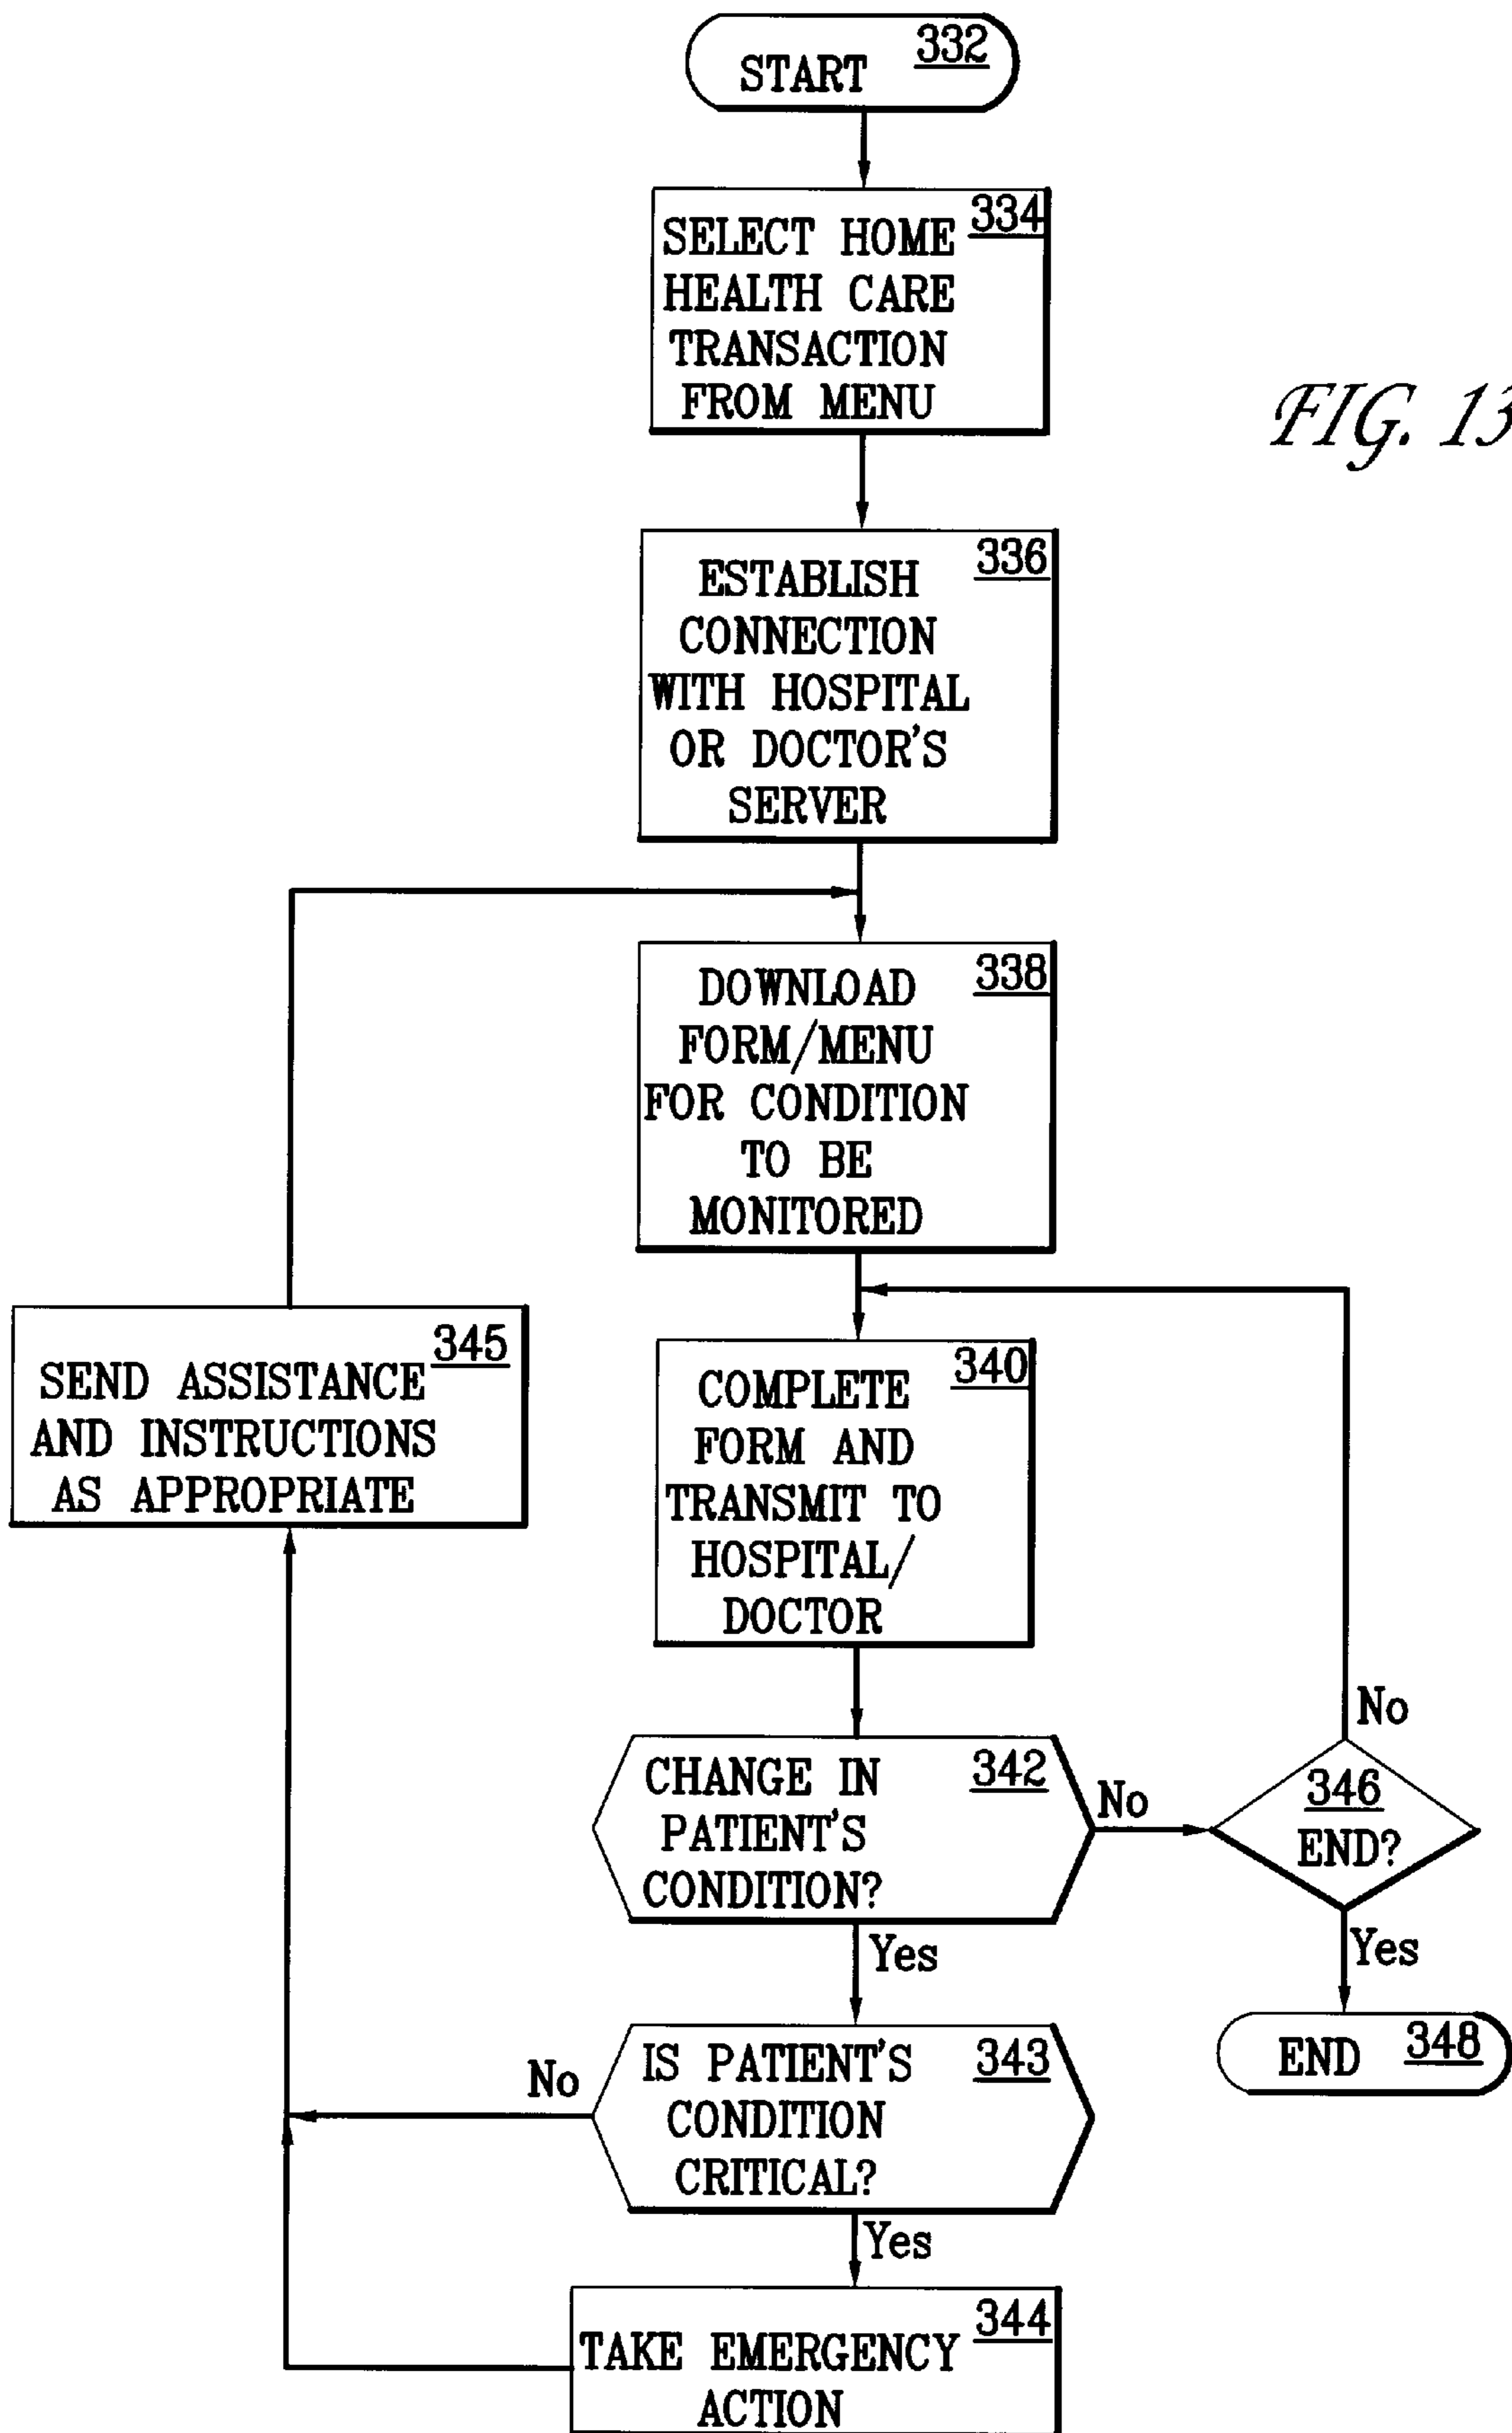 START 332
334
SELECT HOME
HEALTH CARE
TRANSACTION
FROM MENU
FIG. 13
336
ESTABLISH
CONNECTION
WITH HOSPITAL
OR DOCTOR'S
SERVER
338
DOWNLOAD
FORM/MENU
FOR CONDITION
TO BE
MONITORED
345
SEND ASSISTANCE
AND INSTRUCTIONS
AS APPROPRIATE
340
COMPLETE
FORM AND
TRANSMIT TO
HOSPITAL/
DOCTOR
No
342
CHANGE IN
PATIENT'S
CONDITION?
No
346
END?
Yes
Yes
END 348
343
IS PATIENT'S
CONDITION
CRITICAL?
No
Yes
344
TAKE EMERGENCY
ACTION